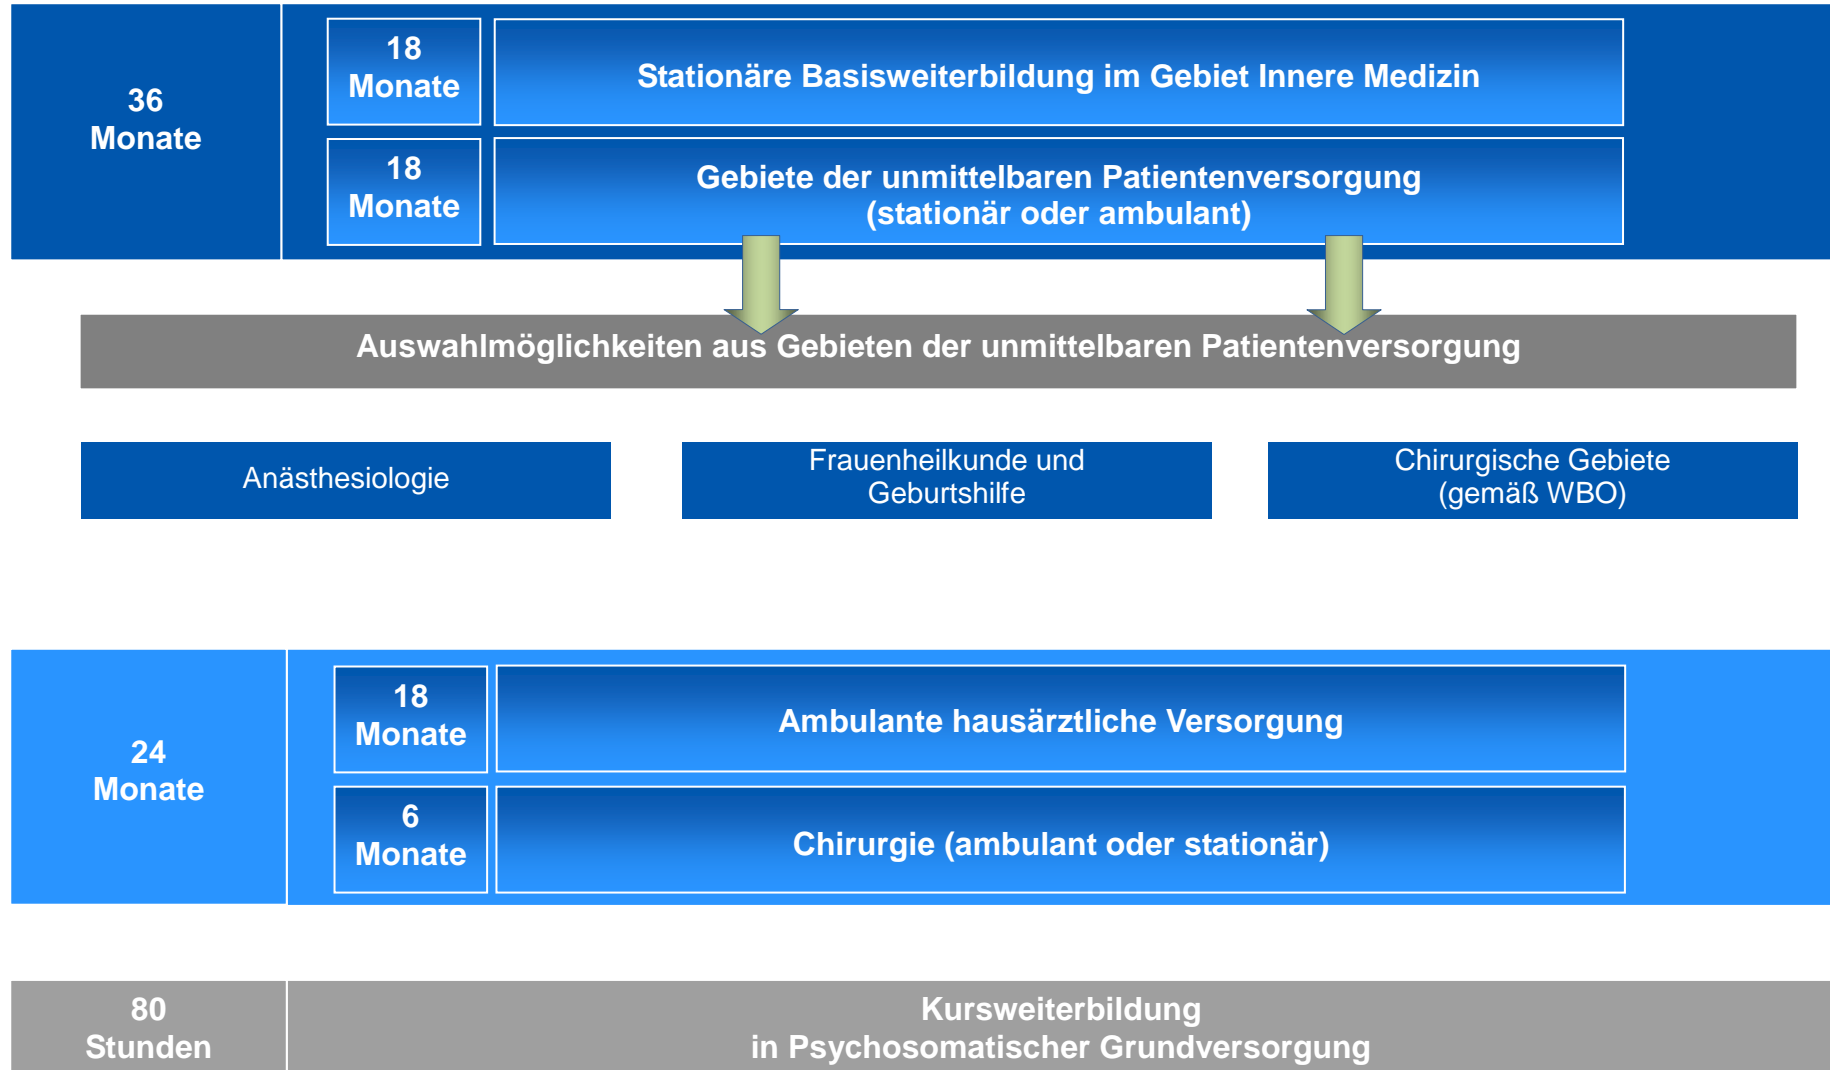 36
Monate
18
Monate
Stationäre Basisweiterbildung im Gebiet Innere Medizin
18
Monate
Gebiete der unmittelbaren Patientenversorgung
(stationär oder ambulant)
Auswahlmöglichkeiten aus Gebieten der unmittelbaren Patientenversorgung
Anästhesiologie
Frauenheilkunde und
Geburtshilfe
Chirurgische Gebiete
(gemäß WBO)
24
Monate
18
Monate
Ambulante hausärztliche Versorgung
6
Monate
Chirurgie (ambulant oder stationär)
80
Stunden
Kursweiterbildung
in Psychosomatischer Grundversorgung